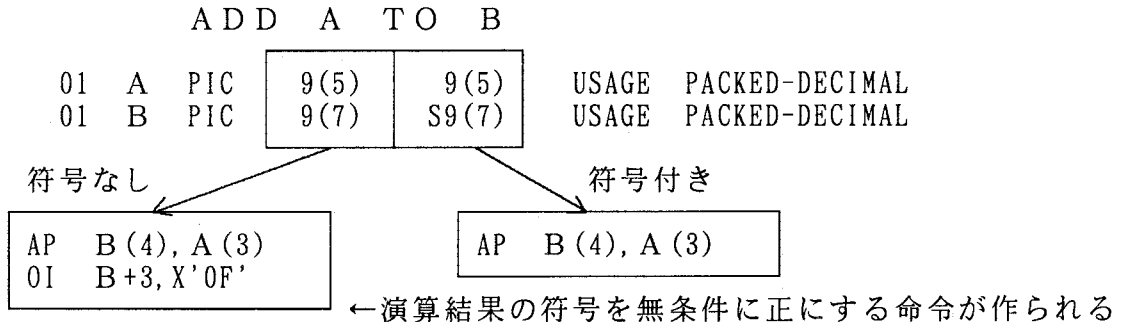 ADD A TO B
01 A PIC 9(5) 9(5) USAGE PACKED-DECIMAL
01 B PIC 9(7) S9(7) USAGE PACKED-DECIMAL
符号なし 符号付き
AP B(4),A(3) AP B(4),A(3)
OI B+3,X'0F'
←演算結果の符号を無条件に正にする命令が作られる